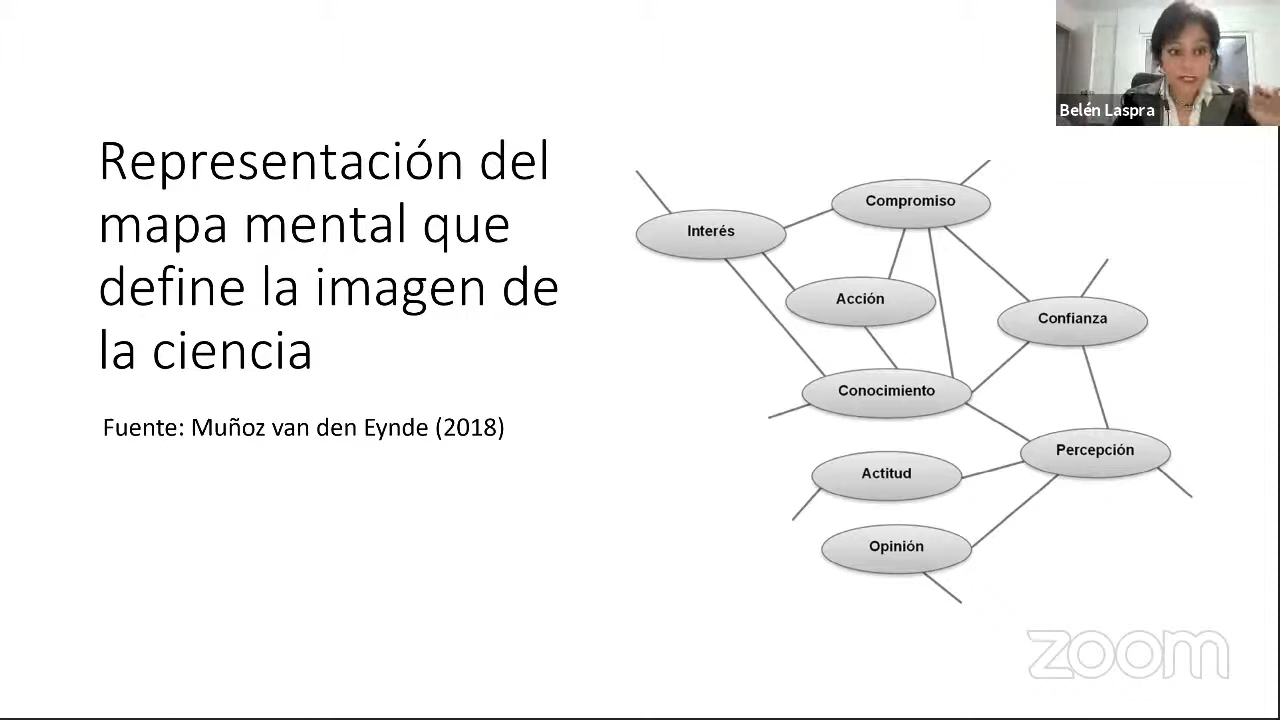 Belén Laspra
Representación del
mapa mental que
define la imagen de
la ciencia
Fuente: Muñoz van den Eynde (2018)
Compromiso
Interés
Acción
Confianza
Conocimiento
Percepción
Actitud
Opinión
zoom